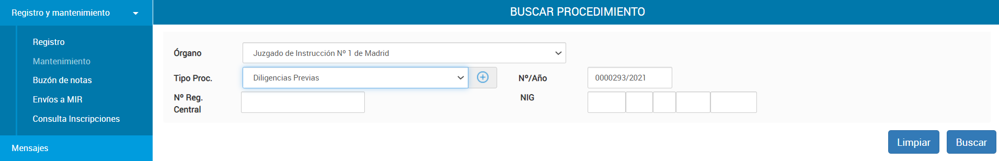 Registro y mantenimiento
BUSCAR PROCEDIMIENTO
Registro
Mantenimiento
Buzón de notas
Envíos a MIR
Consulta Inscripciones
Mensajes
Órgano
Juzgado de Instrucción Nº 1 de Madrid
Tipo Proc.
Diligencias Previas
Nº/Año
0000293/2021
Nº Reg.
Central
NIG
Limpiar
Buscar